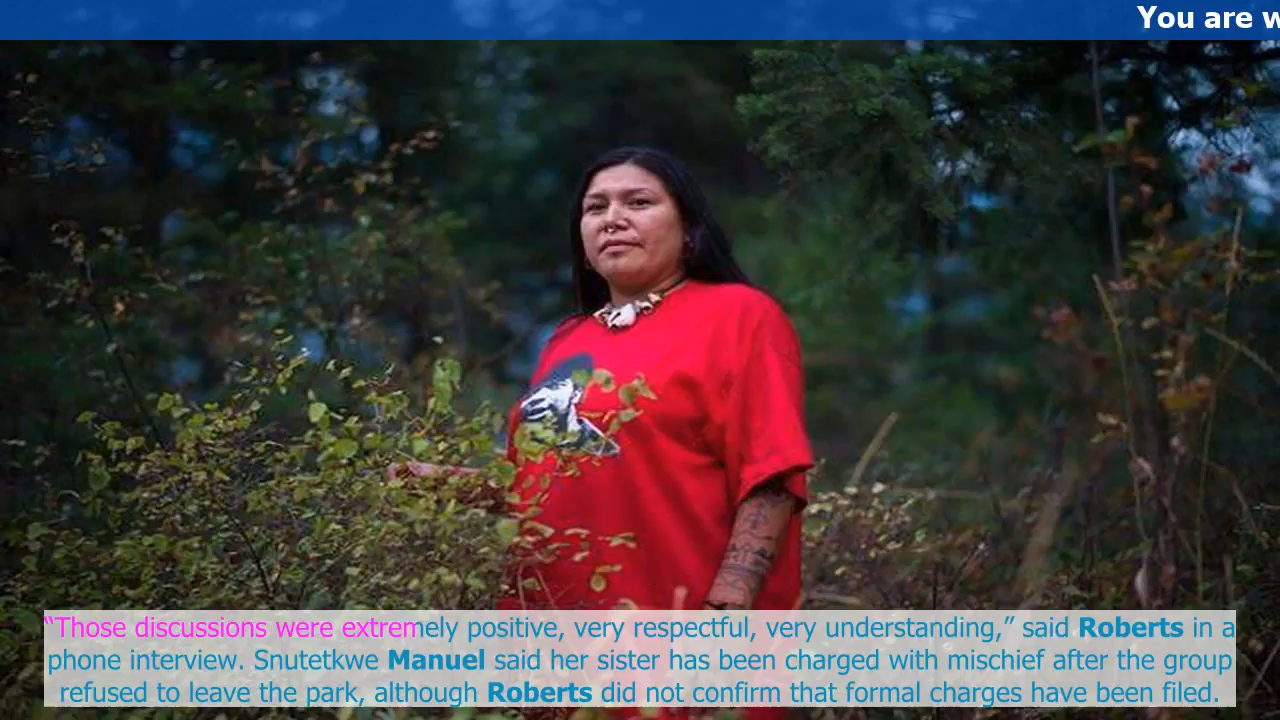 You are w
“Those discussions were extremely positive, very respectful, very understanding,” said Roberts in a
phone interview. Snutetkwe Manuel said her sister has been charged with mischief after the group
refused to leave the park, although Roberts did not confirm that formal charges have been filed.